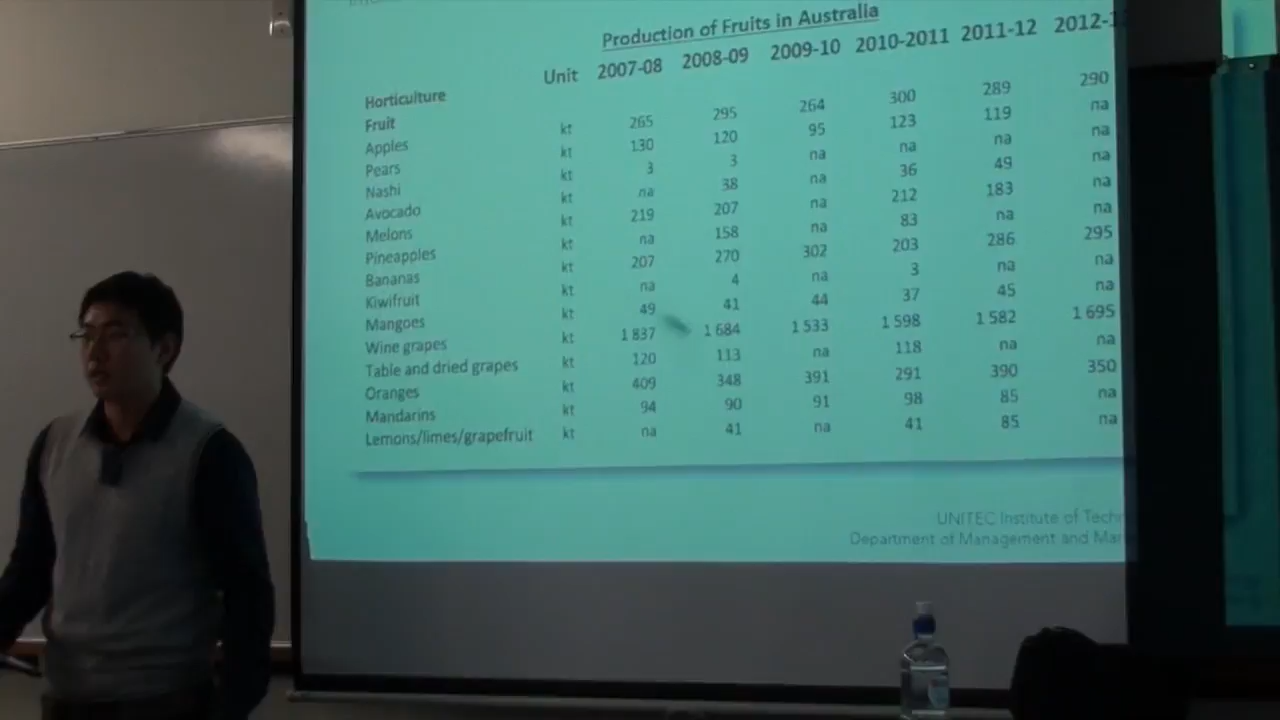 Production of Fruits in Australia
Unit 2007-08 2008-09 2009-10 2010-2011 2011-12 2012-1
Horticulture
Fruit
Apples kt 265 295 264 300 289 290
Pears kt 130 120 95 123 119 na
Nashi kt 3 3 na na na na
Avocado kt na 38 na 36 49 na
Melons kt 219 207 na 212 183 na
Pineapples kt na 158 na 83 na na
Bananas kt 207 270 302 203 286 295
Kiwifruit kt na 4 na 3 na na
Mangoes kt 49 41 44 37 45 na
Wine grapes kt 1 837 1 684 1 533 1 598 1 582 1 695
Table and dried grapes kt 120 113 na 118 na na
Oranges kt 409 348 391 291 390 350
Mandarins kt 94 90 91 98 85 na
Lemons/limes/grapefruit kt na 41 na 41 85 na
UNITEC Institute of Techn
Department of Management and Mar